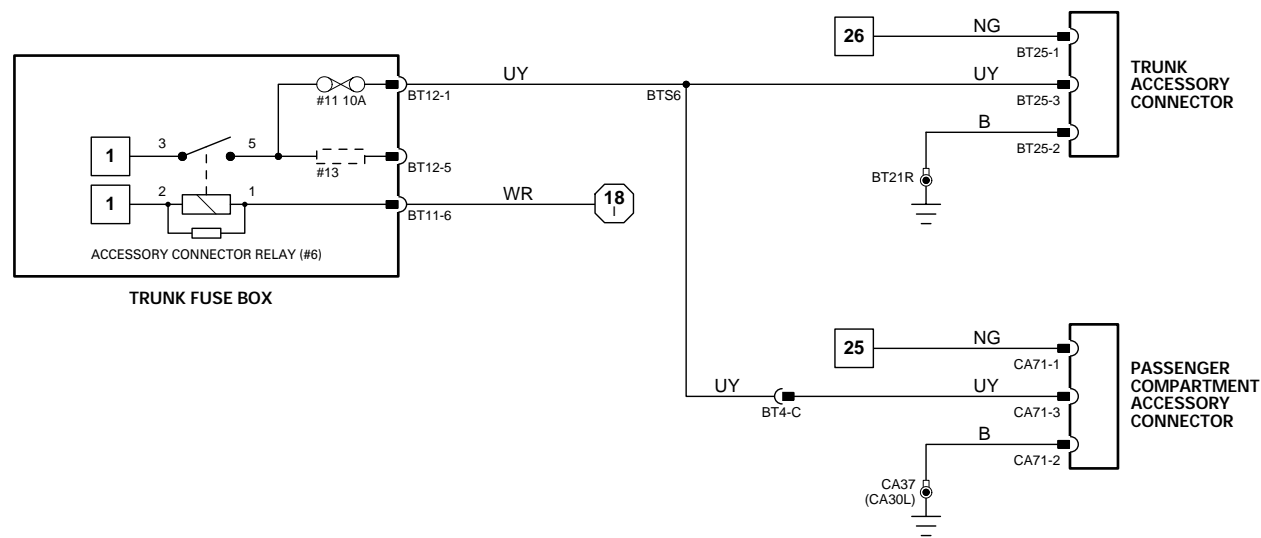 #11 10A
BT12-1
UY
BTS6
1
3
5
#13
BT12-5
1
2
1
BT11-6
WR
18
I
ACCESSORY CONNECTOR RELAY (#6)
TRUNK FUSE BOX
26
NG
BT25-1
UY
BT25-3
B
BT25-2
BT21R
TRUNK
ACCESSORY
CONNECTOR
25
NG
CA71-1
UY
BT4-C
UY
CA71-3
B
CA71-2
CA37
(CA30L)
PASSENGER
COMPARTMENT
ACCESSORY
CONNECTOR